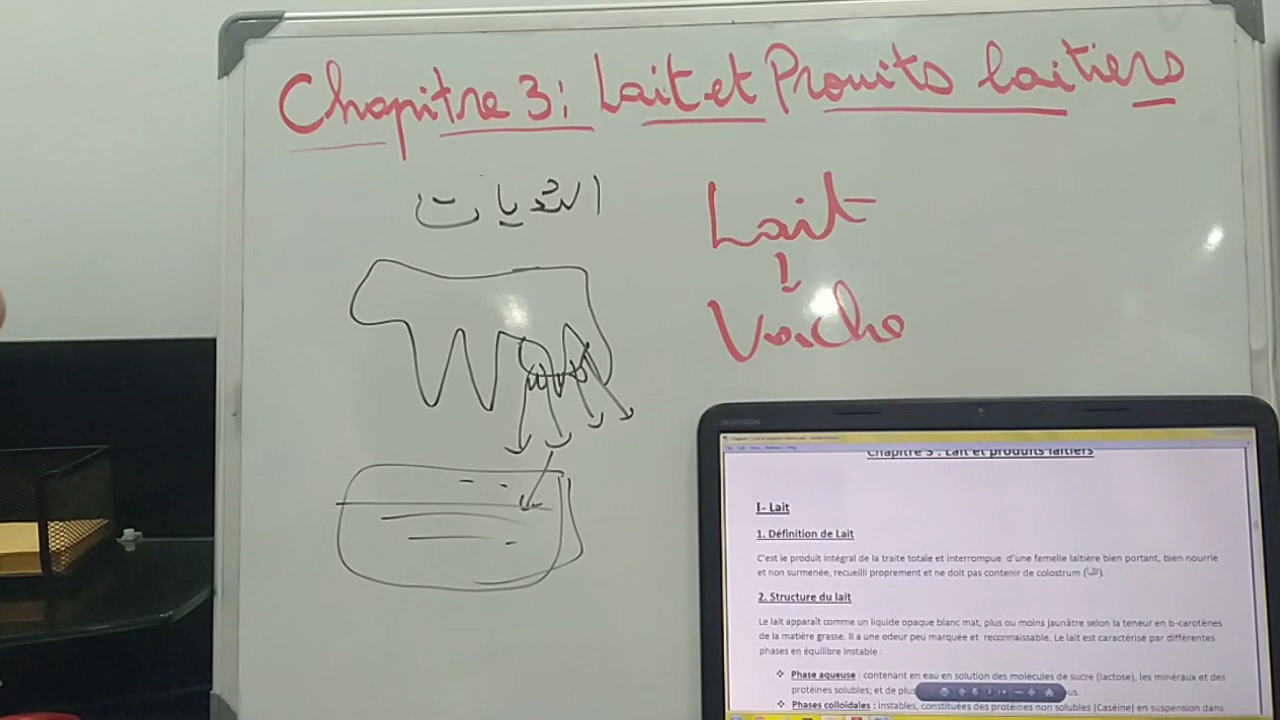 Chapitre 3: Lait et Prouits laitiers
الثديات
Lait
Vache
Chapitre 3 : Lait et produits laitiers
I- Lait
1. Définition de Lait
C'est le produit intégral de la traite totale et interrompue d'une femelle laitière bien portant, bien nourrie
et non surmenée, recueilli proprement et ne doit pas contenir de colostrum (اللبأ).
2. Structure du lait
Le lait apparaît comme un liquide opaque blanc mat, plus ou moins jaunâtre selon la teneur en b-carotènes
de la matière grasse. Il a une odeur peu marquée et reconnaissable. Le lait est caractérisé par différentes
phases en équilibre instable :
❖ Phase aqueuse : contenant en eau en solution des molécules de sucre (lactose), les minéraux et des
protéines solubles; et de plus
❖ Phases colloïdales : instables, constituées des protéines non solubles (Caséine) en suspension dans